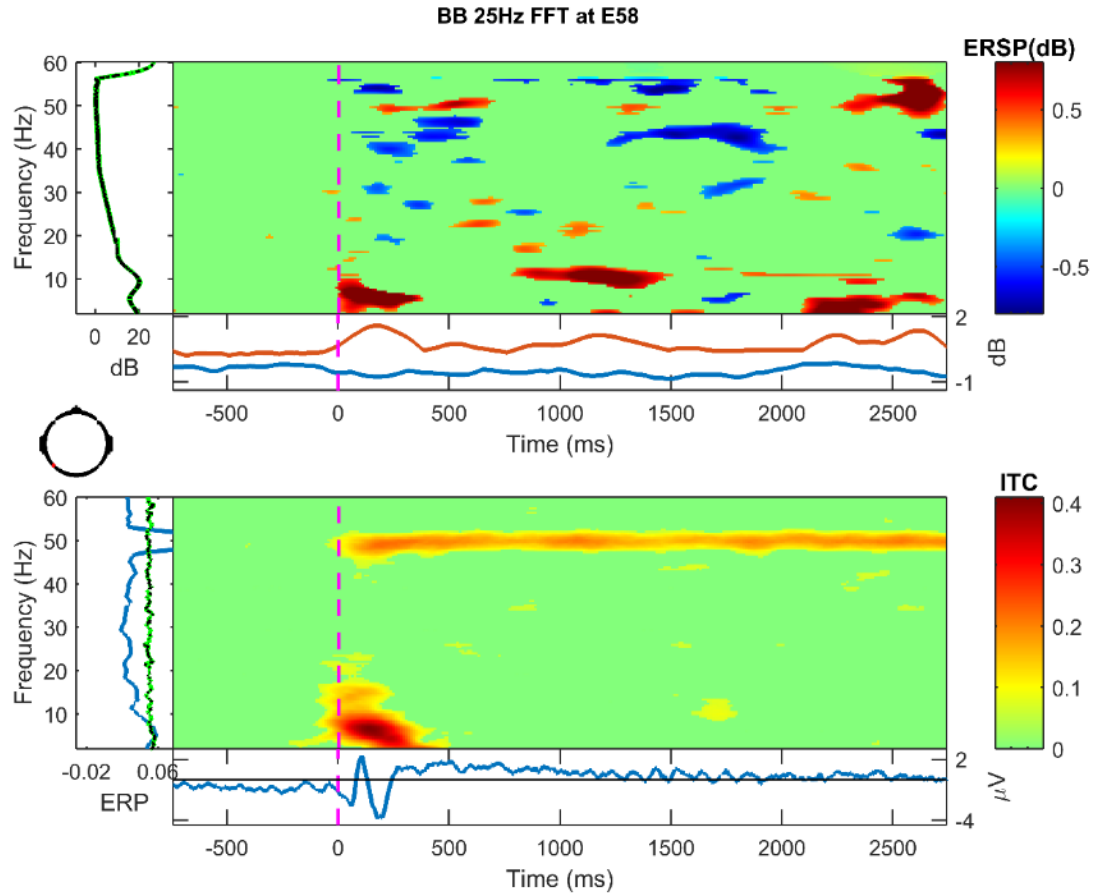 BB 25Hz FFT at E58
ERSP(dB)
60
50
40
30
20
10
Frequency (Hz)
0.5
0
-0.5
0 20
dB
2
-1
dB
-500 0 500 1000 1500 2000 2500
Time (ms)
ITC
60
50
40
30
20
10
Frequency (Hz)
0.4
0.3
0.2
0.1
0
-0.02 0.06
ERP
2
-4
μV
-500 0 500 1000 1500 2000 2500
Time (ms)